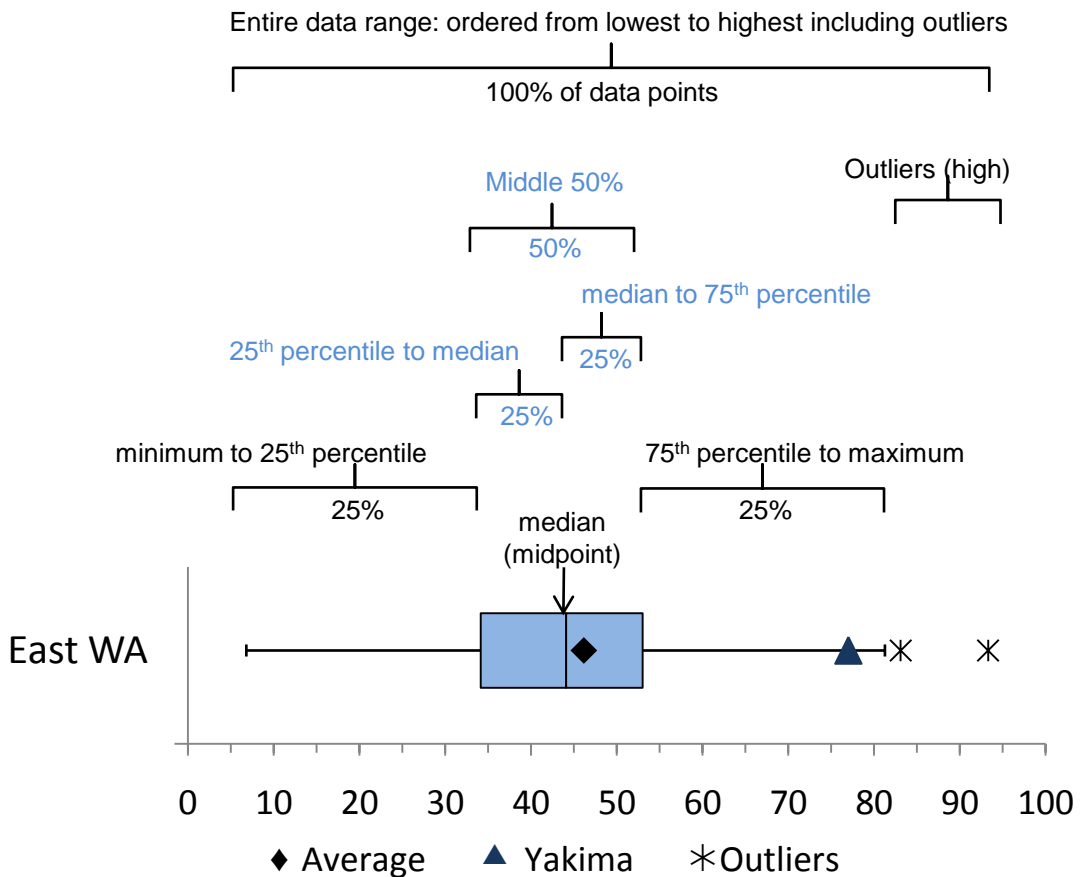 Entire data range: ordered from lowest to highest including outliers
100% of data points
Outliers (high)
Middle 50%
50%
median to 75th percentile
25%
25th percentile to median
25%
minimum to 25th percentile
25%
75th percentile to maximum
25%
median
(midpoint)
East WA
0 10 20 30 40 50 60 70 80 90 100
Average Yakima Outliers